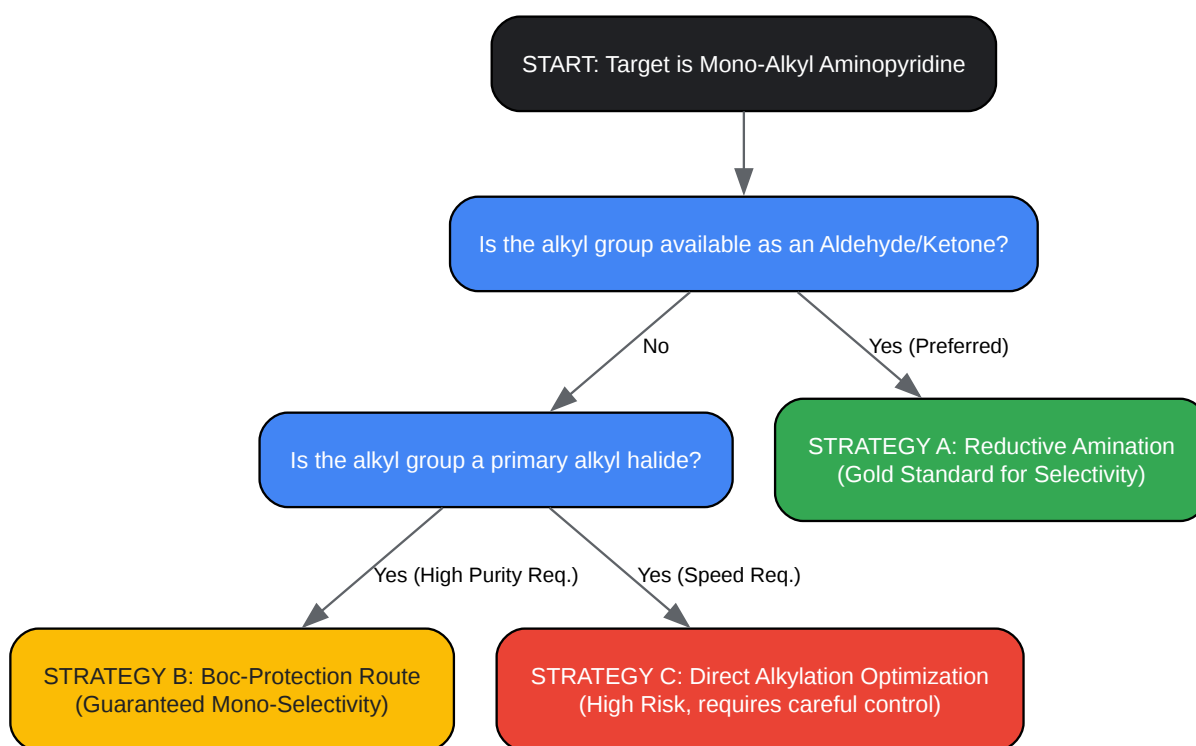 START: Target is Mono-Alkyl Aminopyridine
Is the alkyl group available as an Aldehyde/Ketone?
No
Yes (Preferred)
Is the alkyl group a primary alkyl halide?
STRATEGY A: Reductive Amination
(Gold Standard for Selectivity)
Yes (High Purity Req.)
Yes (Speed Req.)
STRATEGY B: Boc-Protection Route
(Guaranteed Mono-Selectivity)
STRATEGY C: Direct Alkylation Optimization
(High Risk, requires careful control)